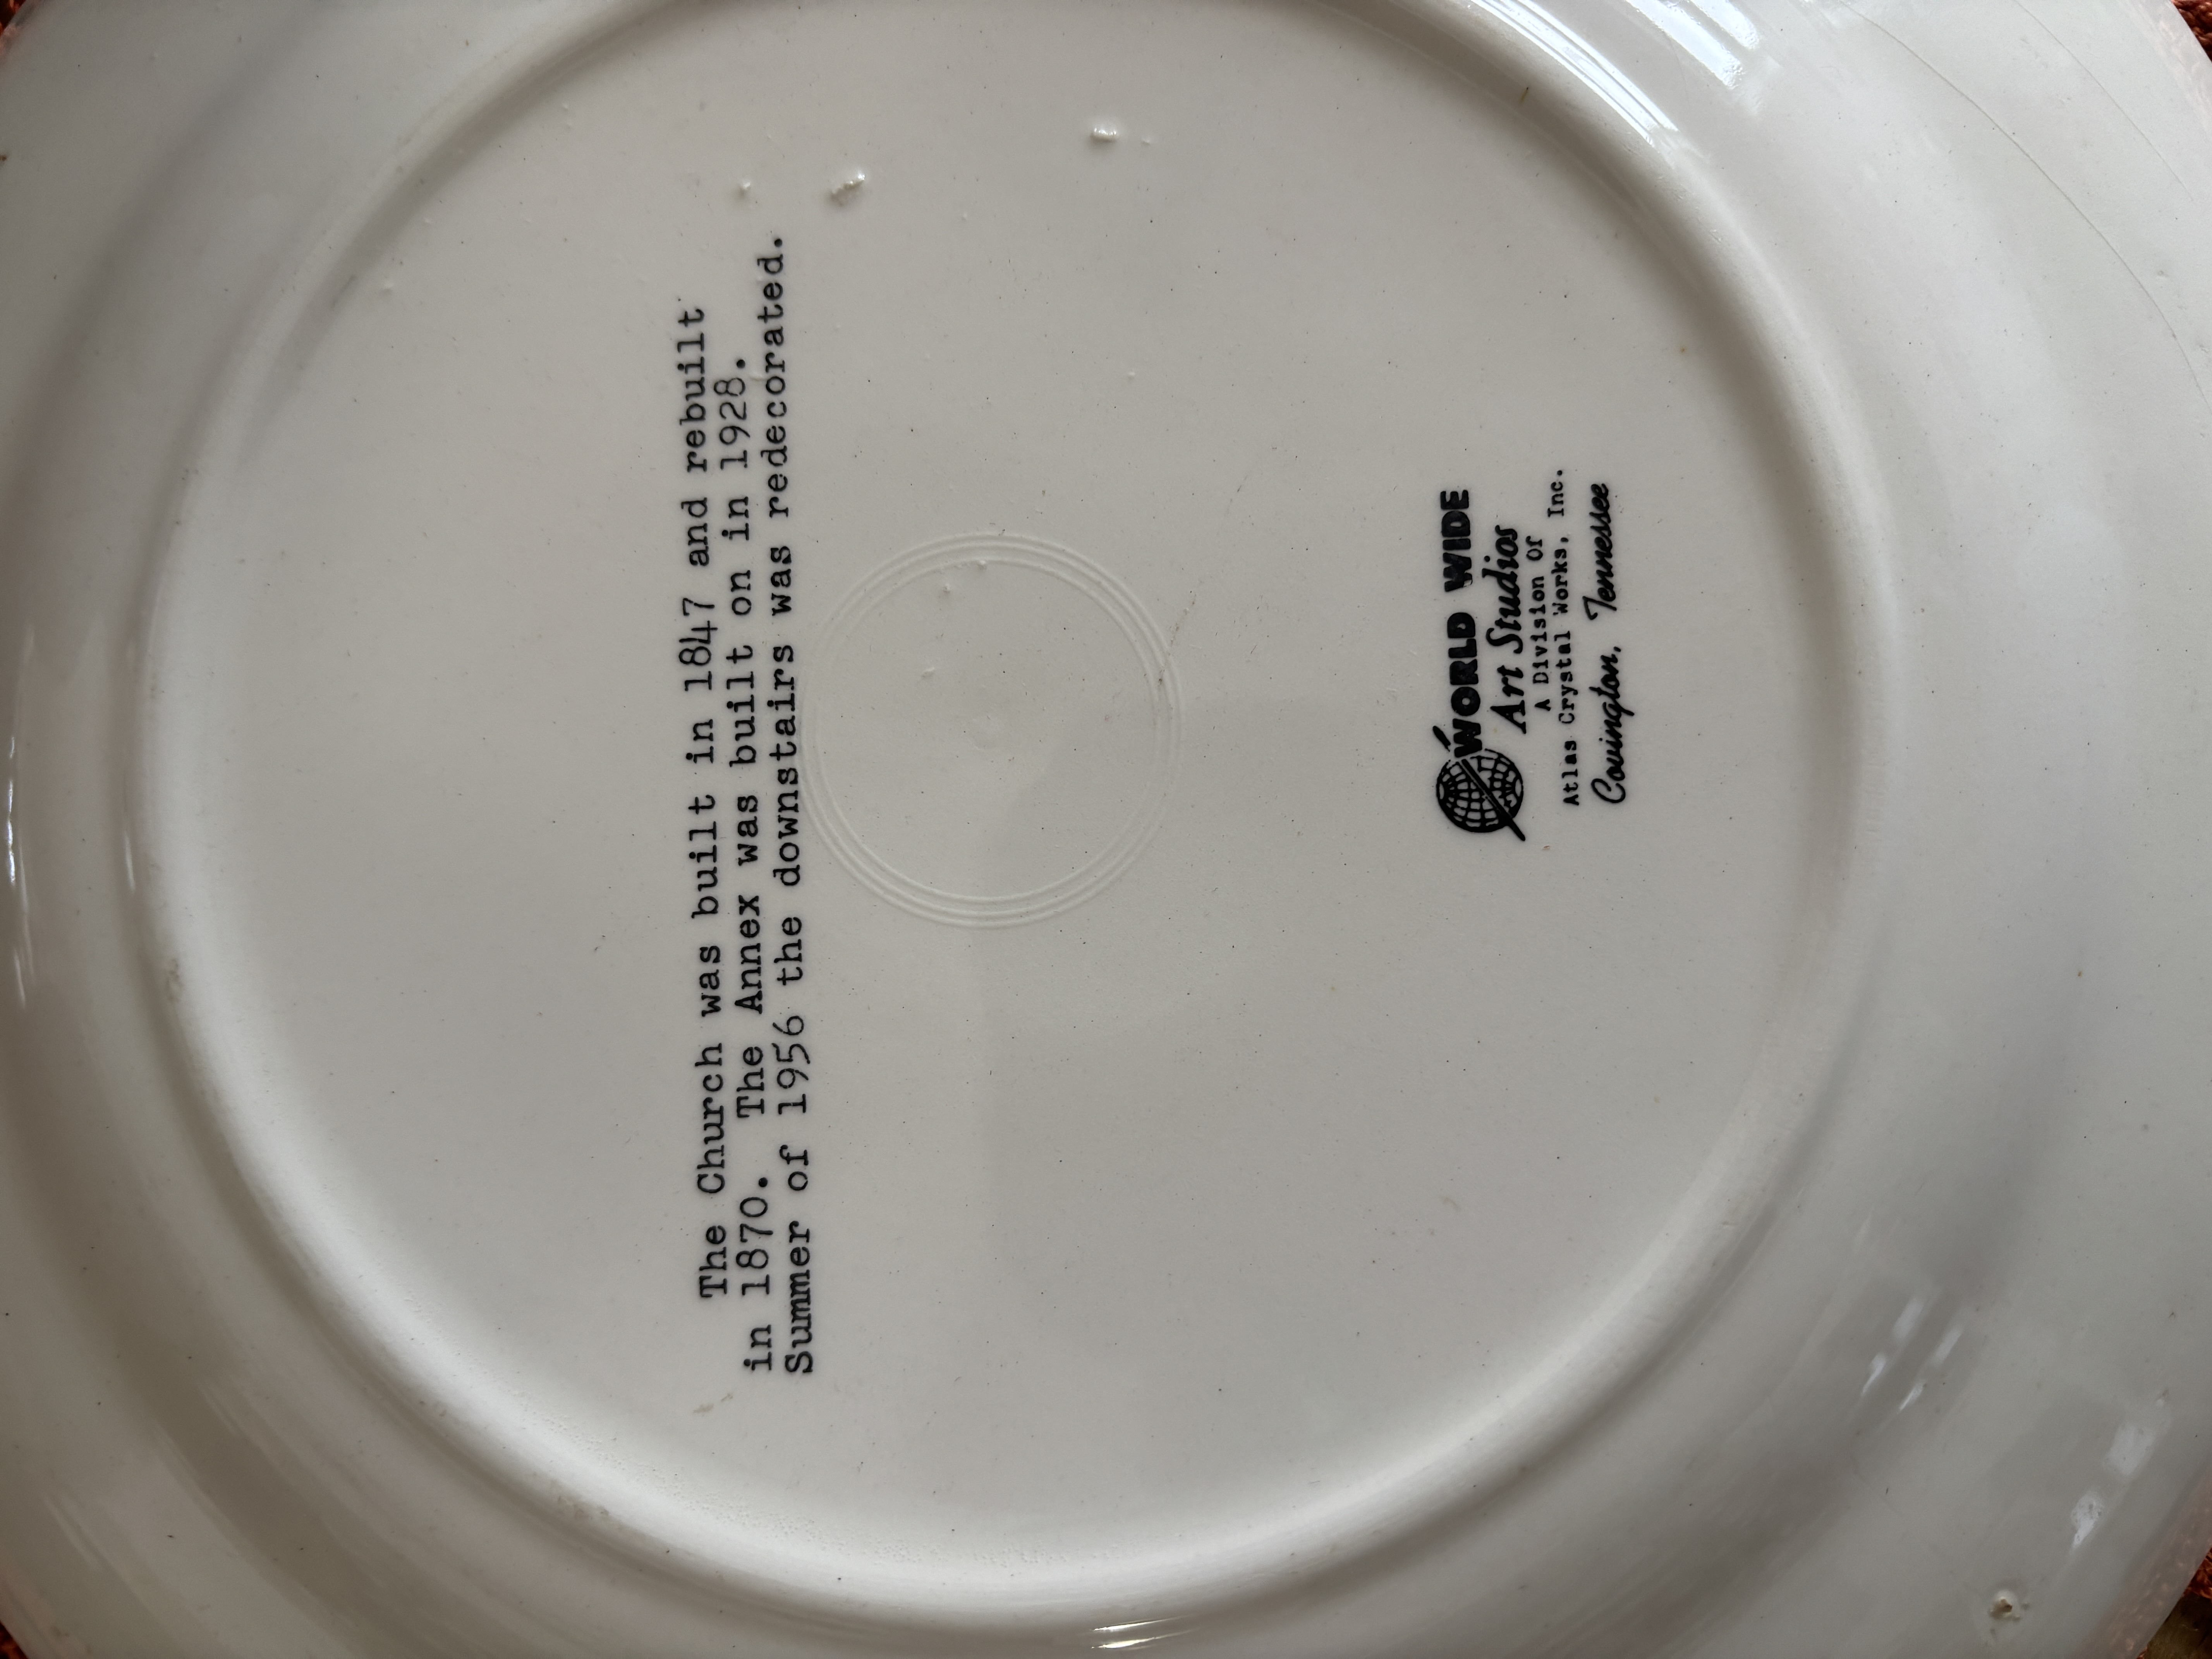 The Church was built in 1847 and rebuilt
in 1870. The Annex was built on in 1928.
Summer of 1956 the downstairs was redecorated.
WORLD WIDE
Art Studios
A Division Of
Atlas Crystal Works, Inc.
Covington, Tennessee